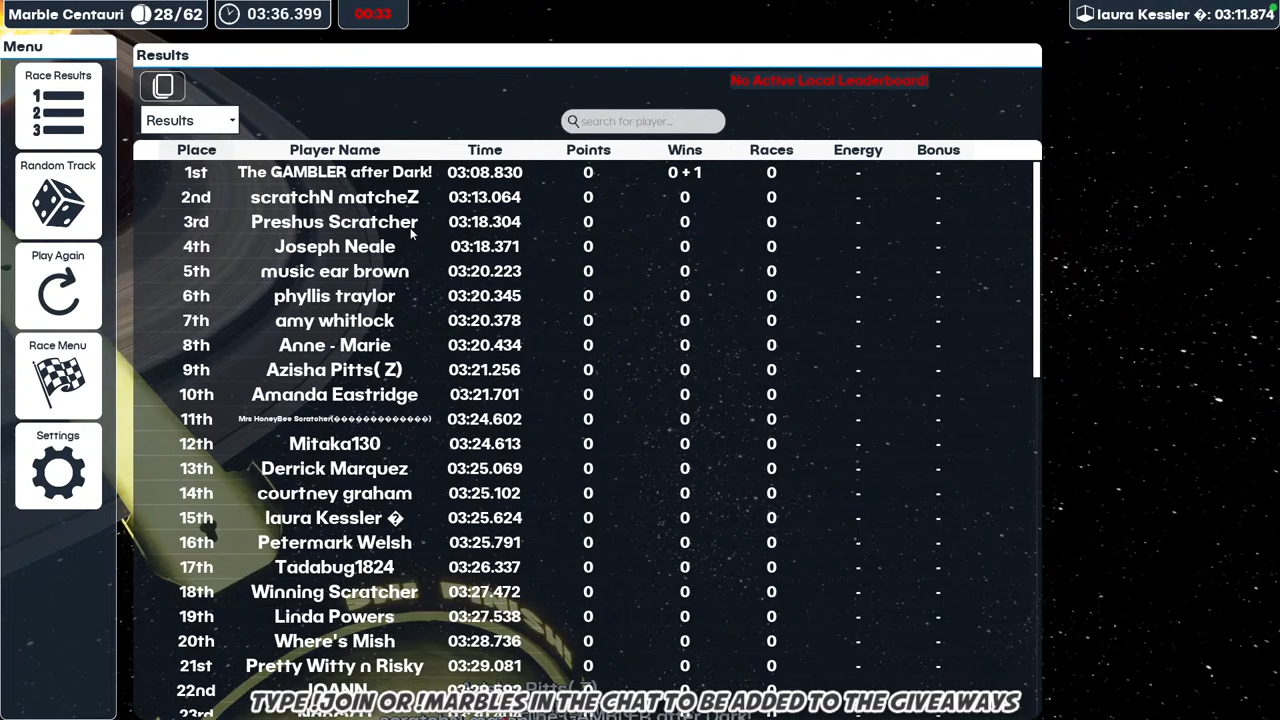 Marble Centauri 28/62 03:36.399 00:33 laura Kessler �: 03:11.874
Menu
Race Results
1
2
3
Random Track
Play Again
Race Menu
Settings
Results
No Active Local Leaderboard!
Results search for player...
Place Player Name Time Points Wins Races Energy Bonus
1st The GAMBLER after Dark! 03:08.830 0 0 + 1 0 - -
2nd scratchN matcheZ 03:13.064 0 0 0 - -
3rd Preshus Scratcher 03:18.304 0 0 0 - -
4th Joseph Neale 03:18.371 0 0 0 - -
5th music ear brown 03:20.223 0 0 0 - -
6th phyllis traylor 03:20.345 0 0 0 - -
7th amy whitlock 03:20.378 0 0 0 - -
8th Anne - Marie 03:20.434 0 0 0 - -
9th Azisha Pitts( Z) 03:21.256 0 0 0 - -
10th Amanda Eastridge 03:21.701 0 0 0 - -
11th Mrs HoneyBee Scratcher(���������������) 03:24.602 0 0 0 - -
12th Mitaka130 03:24.613 0 0 0 - -
13th Derrick Marquez 03:25.069 0 0 0 - -
14th courtney graham 03:25.102 0 0 0 - -
15th laura Kessler � 03:25.624 0 0 0 - -
16th Petermark Welsh 03:25.791 0 0 0 - -
17th Tadabug1824 03:26.337 0 0 0 - -
18th Winning Scratcher 03:27.472 0 0 0 - -
19th Linda Powers 03:27.538 0 0 0 - -
20th Where's Mish 03:28.736 0 0 0 - -
21st Pretty Witty n Risky 03:29.081 0 0 0 - -
22nd JOANN 0 0 0 - -
TYPE !JOIN OR !MARBLES IN THE CHAT TO BE ADDED TO THE GIVEAWAYS
23rd